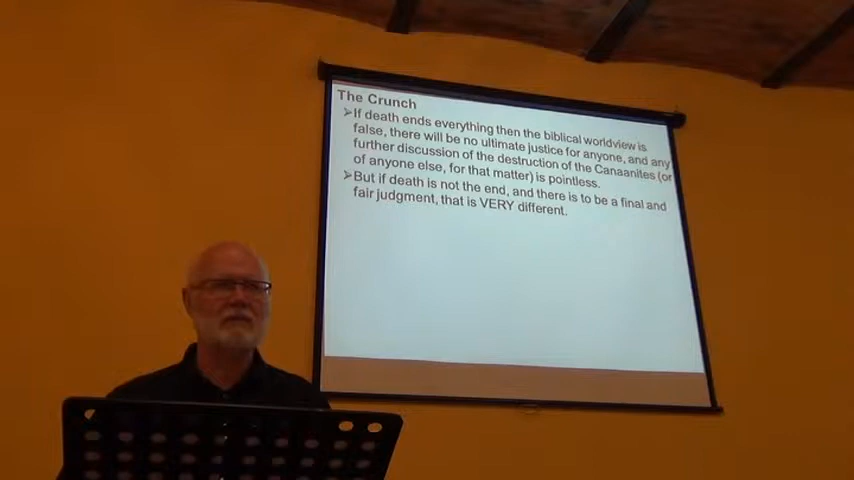 The Crunch
➢If death ends everything then the biblical worldview is
false, there will be no ultimate justice for anyone, and any
further discussion of the destruction of the Canaanites (or
of anyone else, for that matter) is pointless.
➢But if death is not the end, and there is to be a final and
fair judgment, that is VERY different.